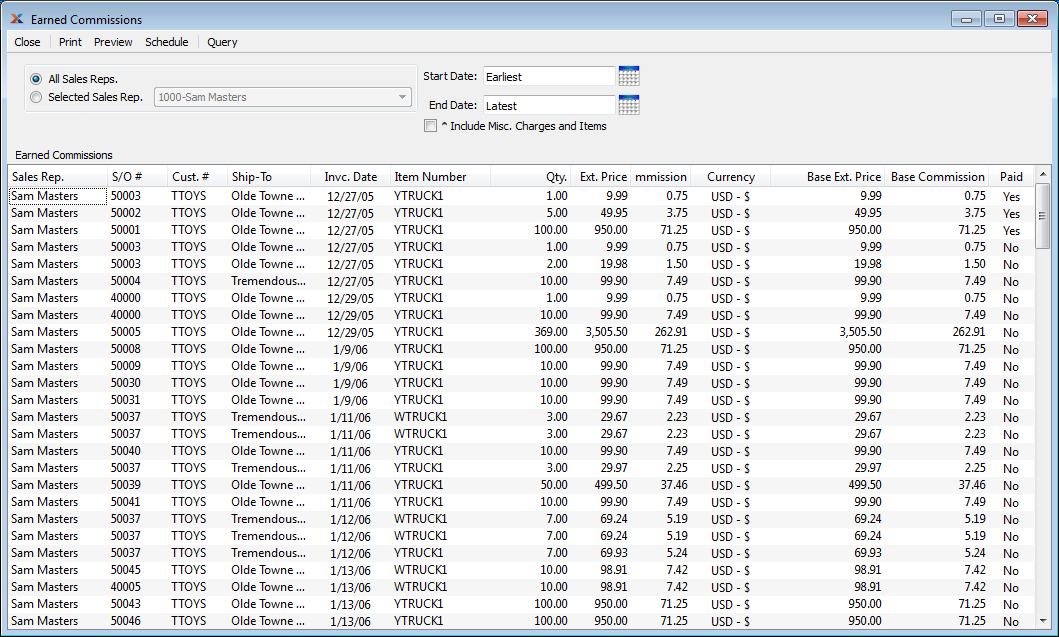 Earned Commissions
Close Print Preview Schedule Query
All Sales Reps.
Selected Sales Rep. 1000-Sam Masters
Start Date: Earliest
End Date: Latest
^ Include Misc. Charges and Items
Earned Commissions
Sales Rep. S/O # Cust. # Ship-To Invc. Date Item Number Qty. Ext. Price mmission Currency Base Ext. Price Base Commission Paid
Sam Masters 50003 TTOYS Olde Towne ... 12/27/05 YTRUCK1 1.00 9.99 0.75 USD - $ 9.99 0.75 Yes
Sam Masters 50002 TTOYS Olde Towne ... 12/27/05 YTRUCK1 5.00 49.95 3.75 USD - $ 49.95 3.75 Yes
Sam Masters 50001 TTOYS Olde Towne ... 12/27/05 YTRUCK1 100.00 950.00 71.25 USD - $ 950.00 71.25 Yes
Sam Masters 50003 TTOYS Olde Towne ... 12/27/05 YTRUCK1 1.00 9.99 0.75 USD - $ 9.99 0.75 No
Sam Masters 50003 TTOYS Olde Towne ... 12/27/05 YTRUCK1 2.00 19.98 1.50 USD - $ 19.98 1.50 No
Sam Masters 50004 TTOYS Tremendous... 12/27/05 YTRUCK1 10.00 99.90 7.49 USD - $ 99.90 7.49 No
Sam Masters 40000 TTOYS Olde Towne ... 12/29/05 YTRUCK1 1.00 9.99 0.75 USD - $ 9.99 0.75 No
Sam Masters 40000 TTOYS Olde Towne ... 12/29/05 YTRUCK1 10.00 99.90 7.49 USD - $ 99.90 7.49 No
Sam Masters 50005 TTOYS Olde Towne ... 12/29/05 YTRUCK1 369.00 3,505.50 262.91 USD - $ 3,505.50 262.91 No
Sam Masters 50008 TTOYS Olde Towne ... 1/9/06 YTRUCK1 100.00 950.00 71.25 USD - $ 950.00 71.25 No
Sam Masters 50009 TTOYS Olde Towne ... 1/9/06 YTRUCK1 10.00 99.90 7.49 USD - $ 99.90 7.49 No
Sam Masters 50030 TTOYS Olde Towne ... 1/9/06 YTRUCK1 10.00 99.90 7.49 USD - $ 99.90 7.49 No
Sam Masters 50031 TTOYS Olde Towne ... 1/9/06 YTRUCK1 10.00 99.90 7.49 USD - $ 99.90 7.49 No
Sam Masters 50037 TTOYS Tremendous... 1/11/06 WTRUCK1 3.00 29.67 2.23 USD - $ 29.67 2.23 No
Sam Masters 50037 TTOYS Tremendous... 1/11/06 WTRUCK1 3.00 29.67 2.23 USD - $ 29.67 2.23 No
Sam Masters 50040 TTOYS Olde Towne ... 1/11/06 YTRUCK1 10.00 99.90 7.49 USD - $ 99.90 7.49 No
Sam Masters 50037 TTOYS Tremendous... 1/11/06 YTRUCK1 3.00 29.97 2.25 USD - $ 29.97 2.25 No
Sam Masters 50039 TTOYS Olde Towne ... 1/11/06 YTRUCK1 50.00 499.50 37.46 USD - $ 499.50 37.46 No
Sam Masters 50041 TTOYS Olde Towne ... 1/11/06 YTRUCK1 10.00 99.90 7.49 USD - $ 99.90 7.49 No
Sam Masters 50037 TTOYS Tremendous... 1/12/06 WTRUCK1 7.00 69.24 5.19 USD - $ 69.24 5.19 No
Sam Masters 50037 TTOYS Tremendous... 1/12/06 WTRUCK1 7.00 69.24 5.19 USD - $ 69.24 5.19 No
Sam Masters 50037 TTOYS Tremendous... 1/12/06 YTRUCK1 7.00 69.93 5.24 USD - $ 69.93 5.24 No
Sam Masters 50045 TTOYS Olde Towne ... 1/13/06 WTRUCK1 10.00 98.91 7.42 USD - $ 98.91 7.42 No
Sam Masters 40005 TTOYS Olde Towne ... 1/13/06 WTRUCK1 10.00 98.91 7.42 USD - $ 98.91 7.42 No
Sam Masters 50043 TTOYS Olde Towne ... 1/13/06 YTRUCK1 100.00 950.00 71.25 USD - $ 950.00 71.25 No
Sam Masters 50046 TTOYS Olde Towne ... 1/13/06 YTRUCK1 100.00 950.00 71.25 USD - $ 950.00 71.25 No